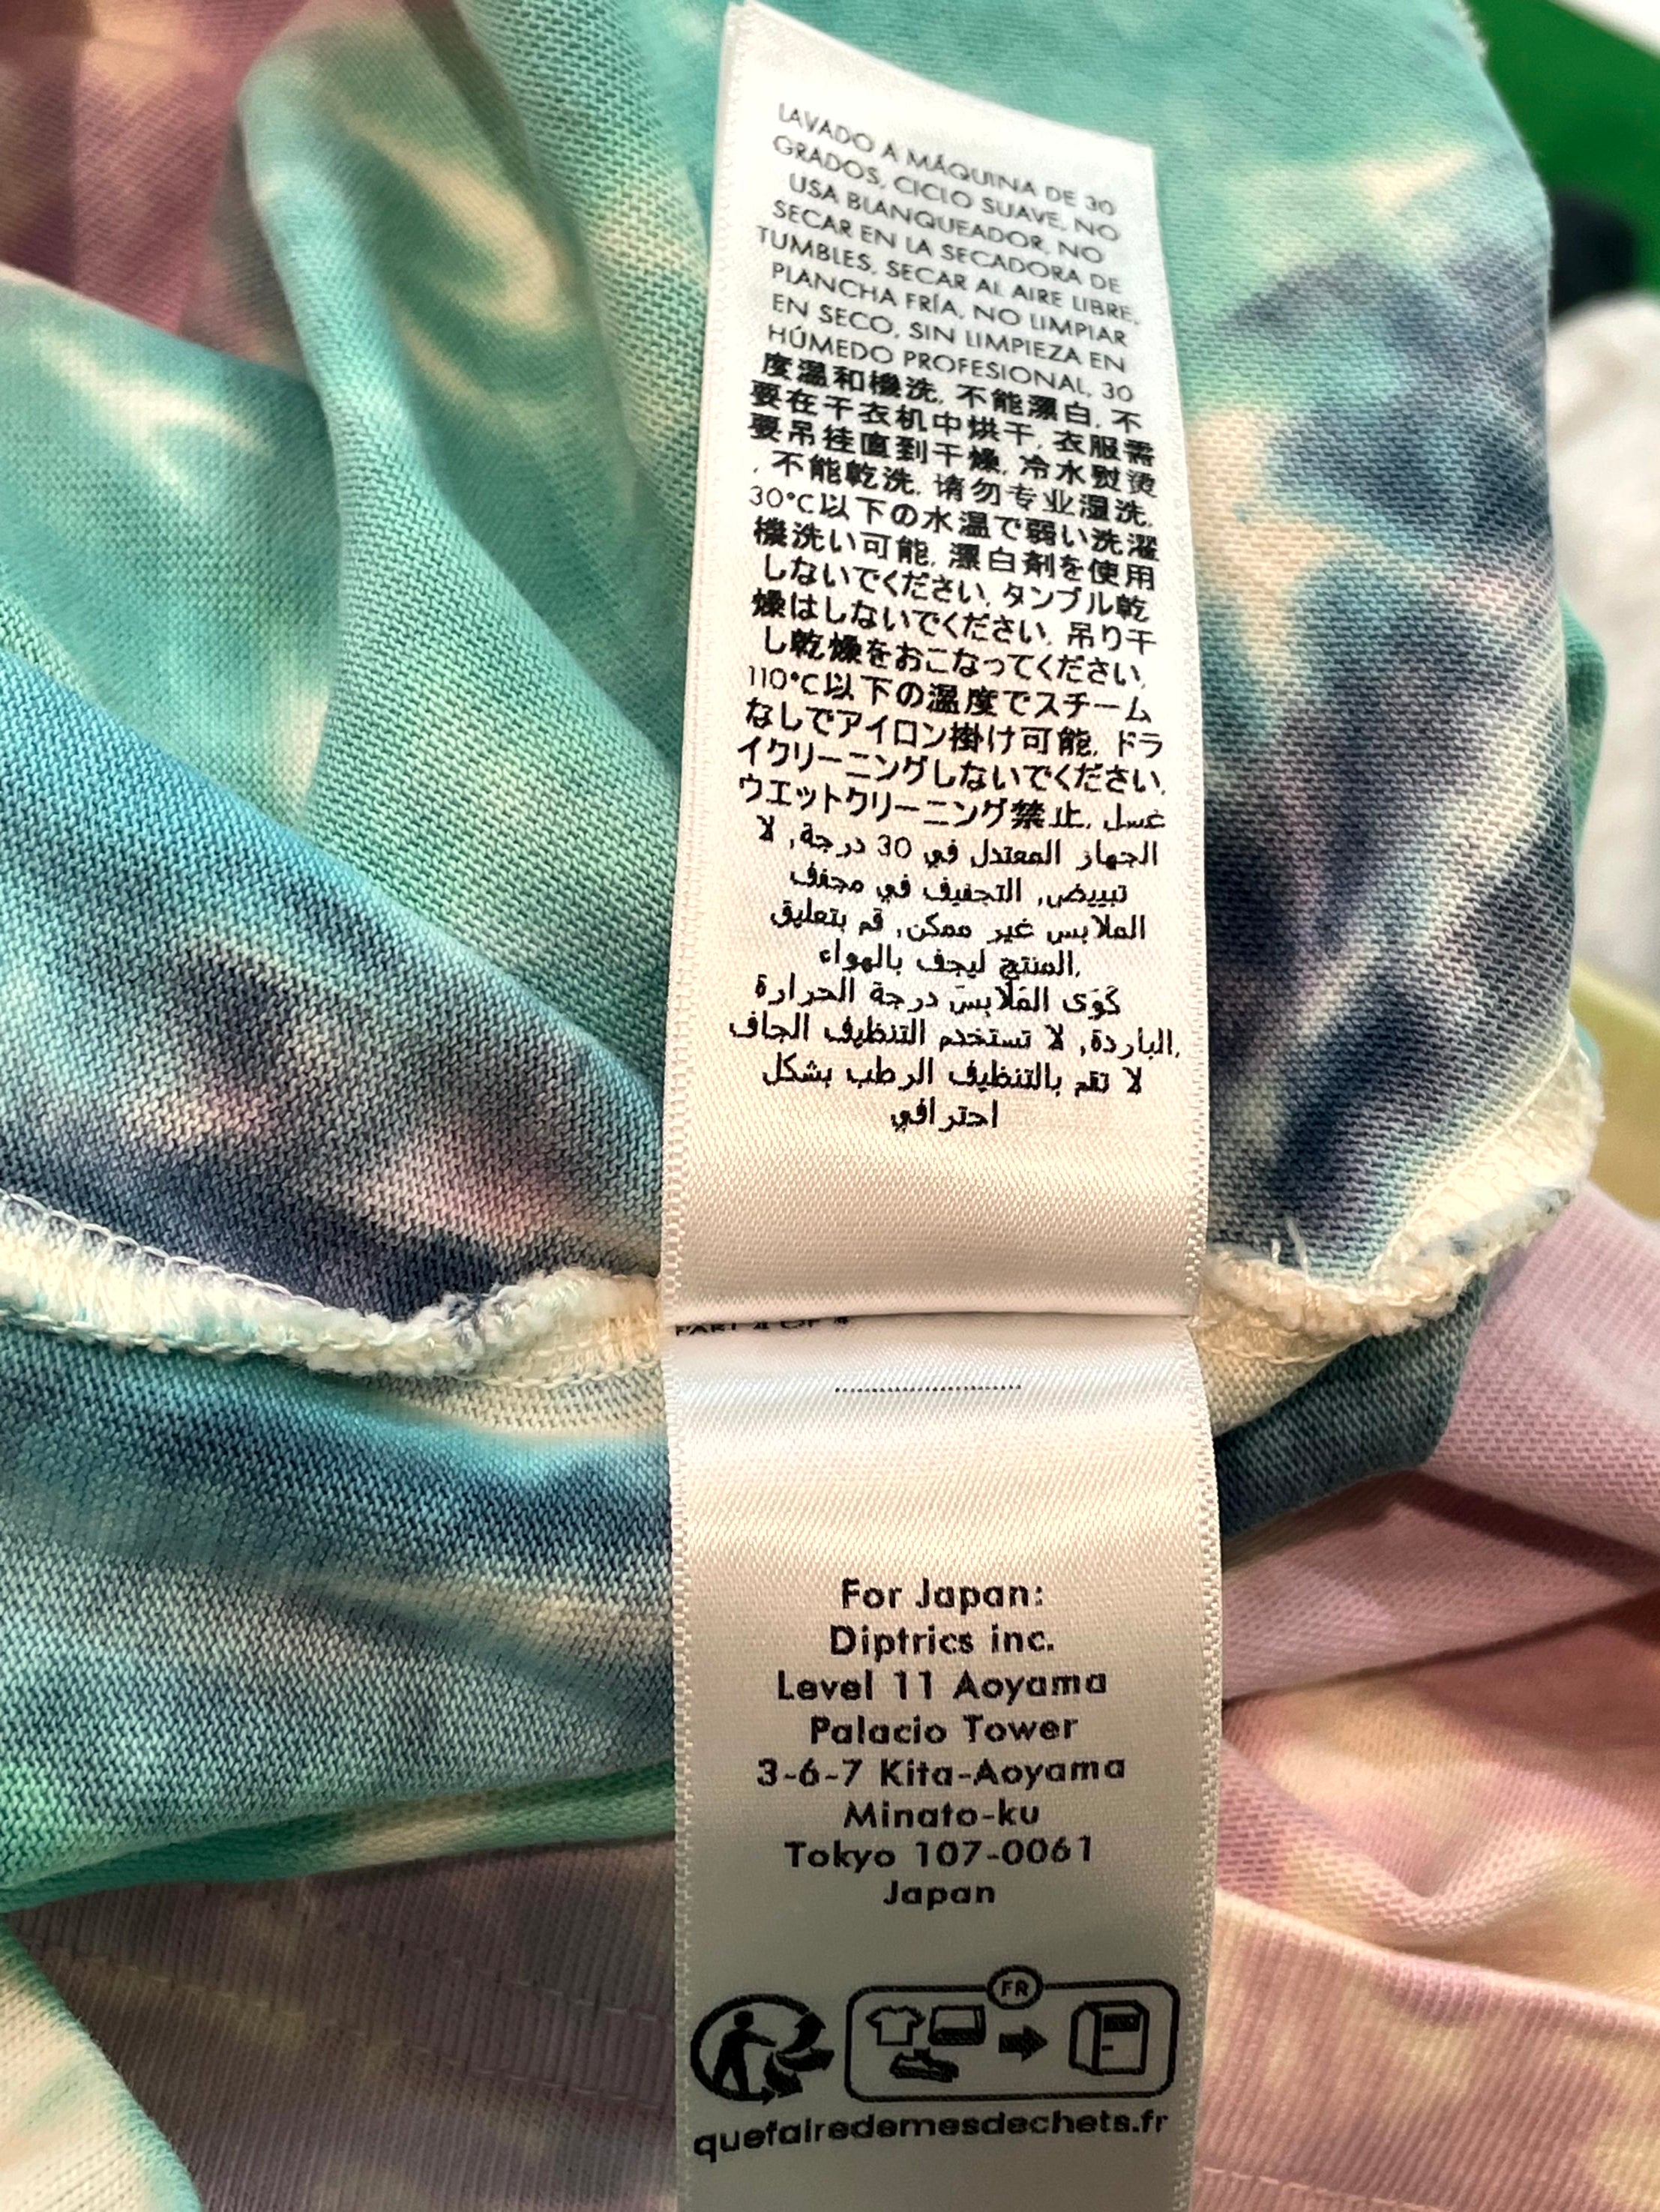 LAVADO A MÁQUINA DE 30
GRADOS, CICLO SUAVE, NO
USA BLANQUEADOR, NO
SECAR EN LA SECADORA DE
TUMBLES, SECAR AL AIRE LIBRE,
PLANCHA FRÍA, NO LIMPIAR
EN SECO, SIN LIMPIEZA EN
HÚMEDO PROFESIONAL, 30
度温和機洗, 不能漂白, 不
要在干衣机中烘干, 衣服需
要吊挂直到干燥, 冷水熨烫
, 不能乾洗, 请勿专业湿洗,
30°C以下の水温で弱い洗濯
機洗い可能, 漂白剤を使用
しないでください, タンブル乾
燥はしないでください, 吊り干
し乾燥をおこなってください,
110°C以下の温度でスチーム
なしでアイロン掛け可能, ドラ
イクリーニングしないでください,
ウエットクリーニング禁止, غسل
الجهاز المعتدل في 30 درجة, لا
تبييض, التجفيف في مجفف
الملابس غير ممكن, قم بتعليق
المنتج ليجف بالهواء,
كَوَى المَلَابسَ درجة الحرارة
الباردة, لا تستخدم التنظيف الجاف,
لا تقم بالتنظيف الرطب بشكل
احترافي
PART 4 OF 4
For Japan:
Diptrics inc.
Level 11 Aoyama
Palacio Tower
3-6-7 Kita-Aoyama
Minato-ku
Tokyo 107-0061
Japan
FR
quefairedemesdechets.fr